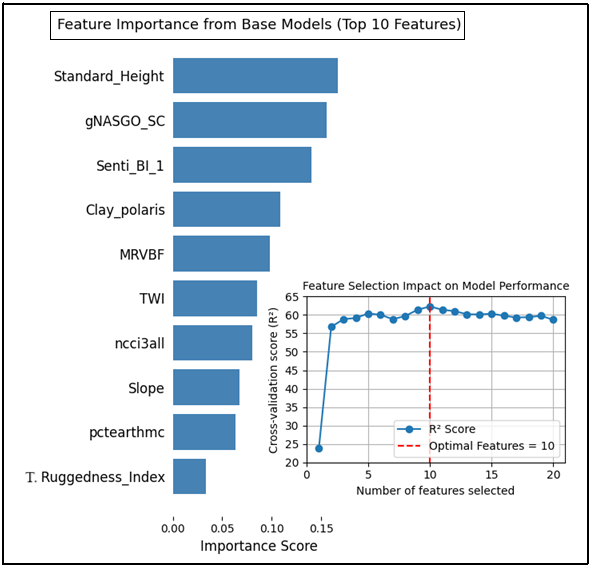 Feature Importance from Base Models (Top 10 Features)
Standard_Height
gNASGO_SC
Senti_BI_1
Clay_polaris
MRVBF
TWI
ncci3all
Slope
pctearthmc
T. Ruggedness_Index
0.00 0.05 0.10 0.15
Importance Score
Feature Selection Impact on Model Performance
Cross-validation score (R²)
65
60
55
50
45
40
35
30
25
20
R² Score
Optimal Features = 10
0 5 10 15 20
Number of features selected